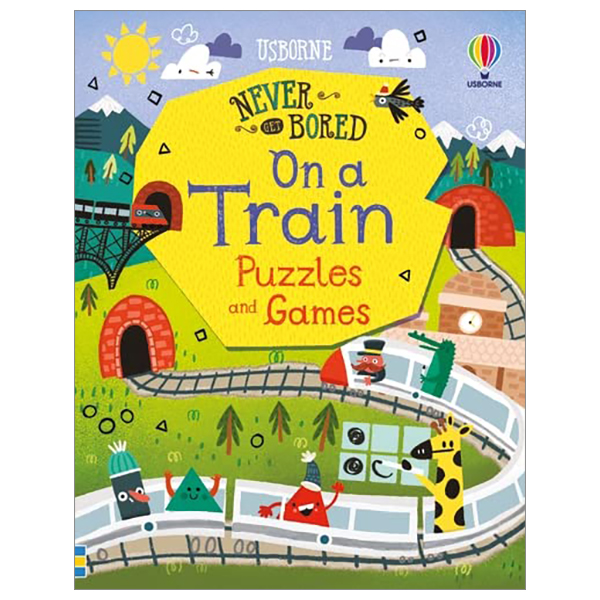 USBORNE
USBORNE
NEVER
GET BORED
On a
Train
Puzzles
and Games